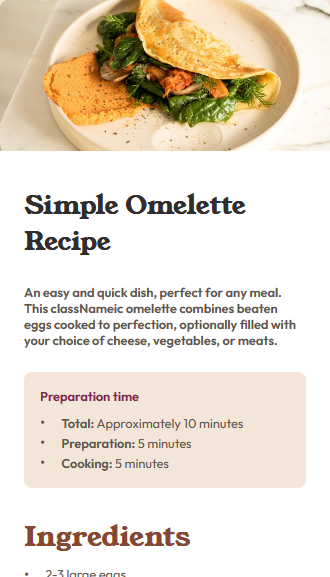 Simple Omelette
Recipe
An easy and quick dish, perfect for any meal.
This classNameic omelette combines beaten
eggs cooked to perfection, optionally filled with
your choice of cheese, vegetables, or meats.
Preparation time
• Total: Approximately 10 minutes
• Preparation: 5 minutes
• Cooking: 5 minutes
Ingredients
• 2-3 large eggs